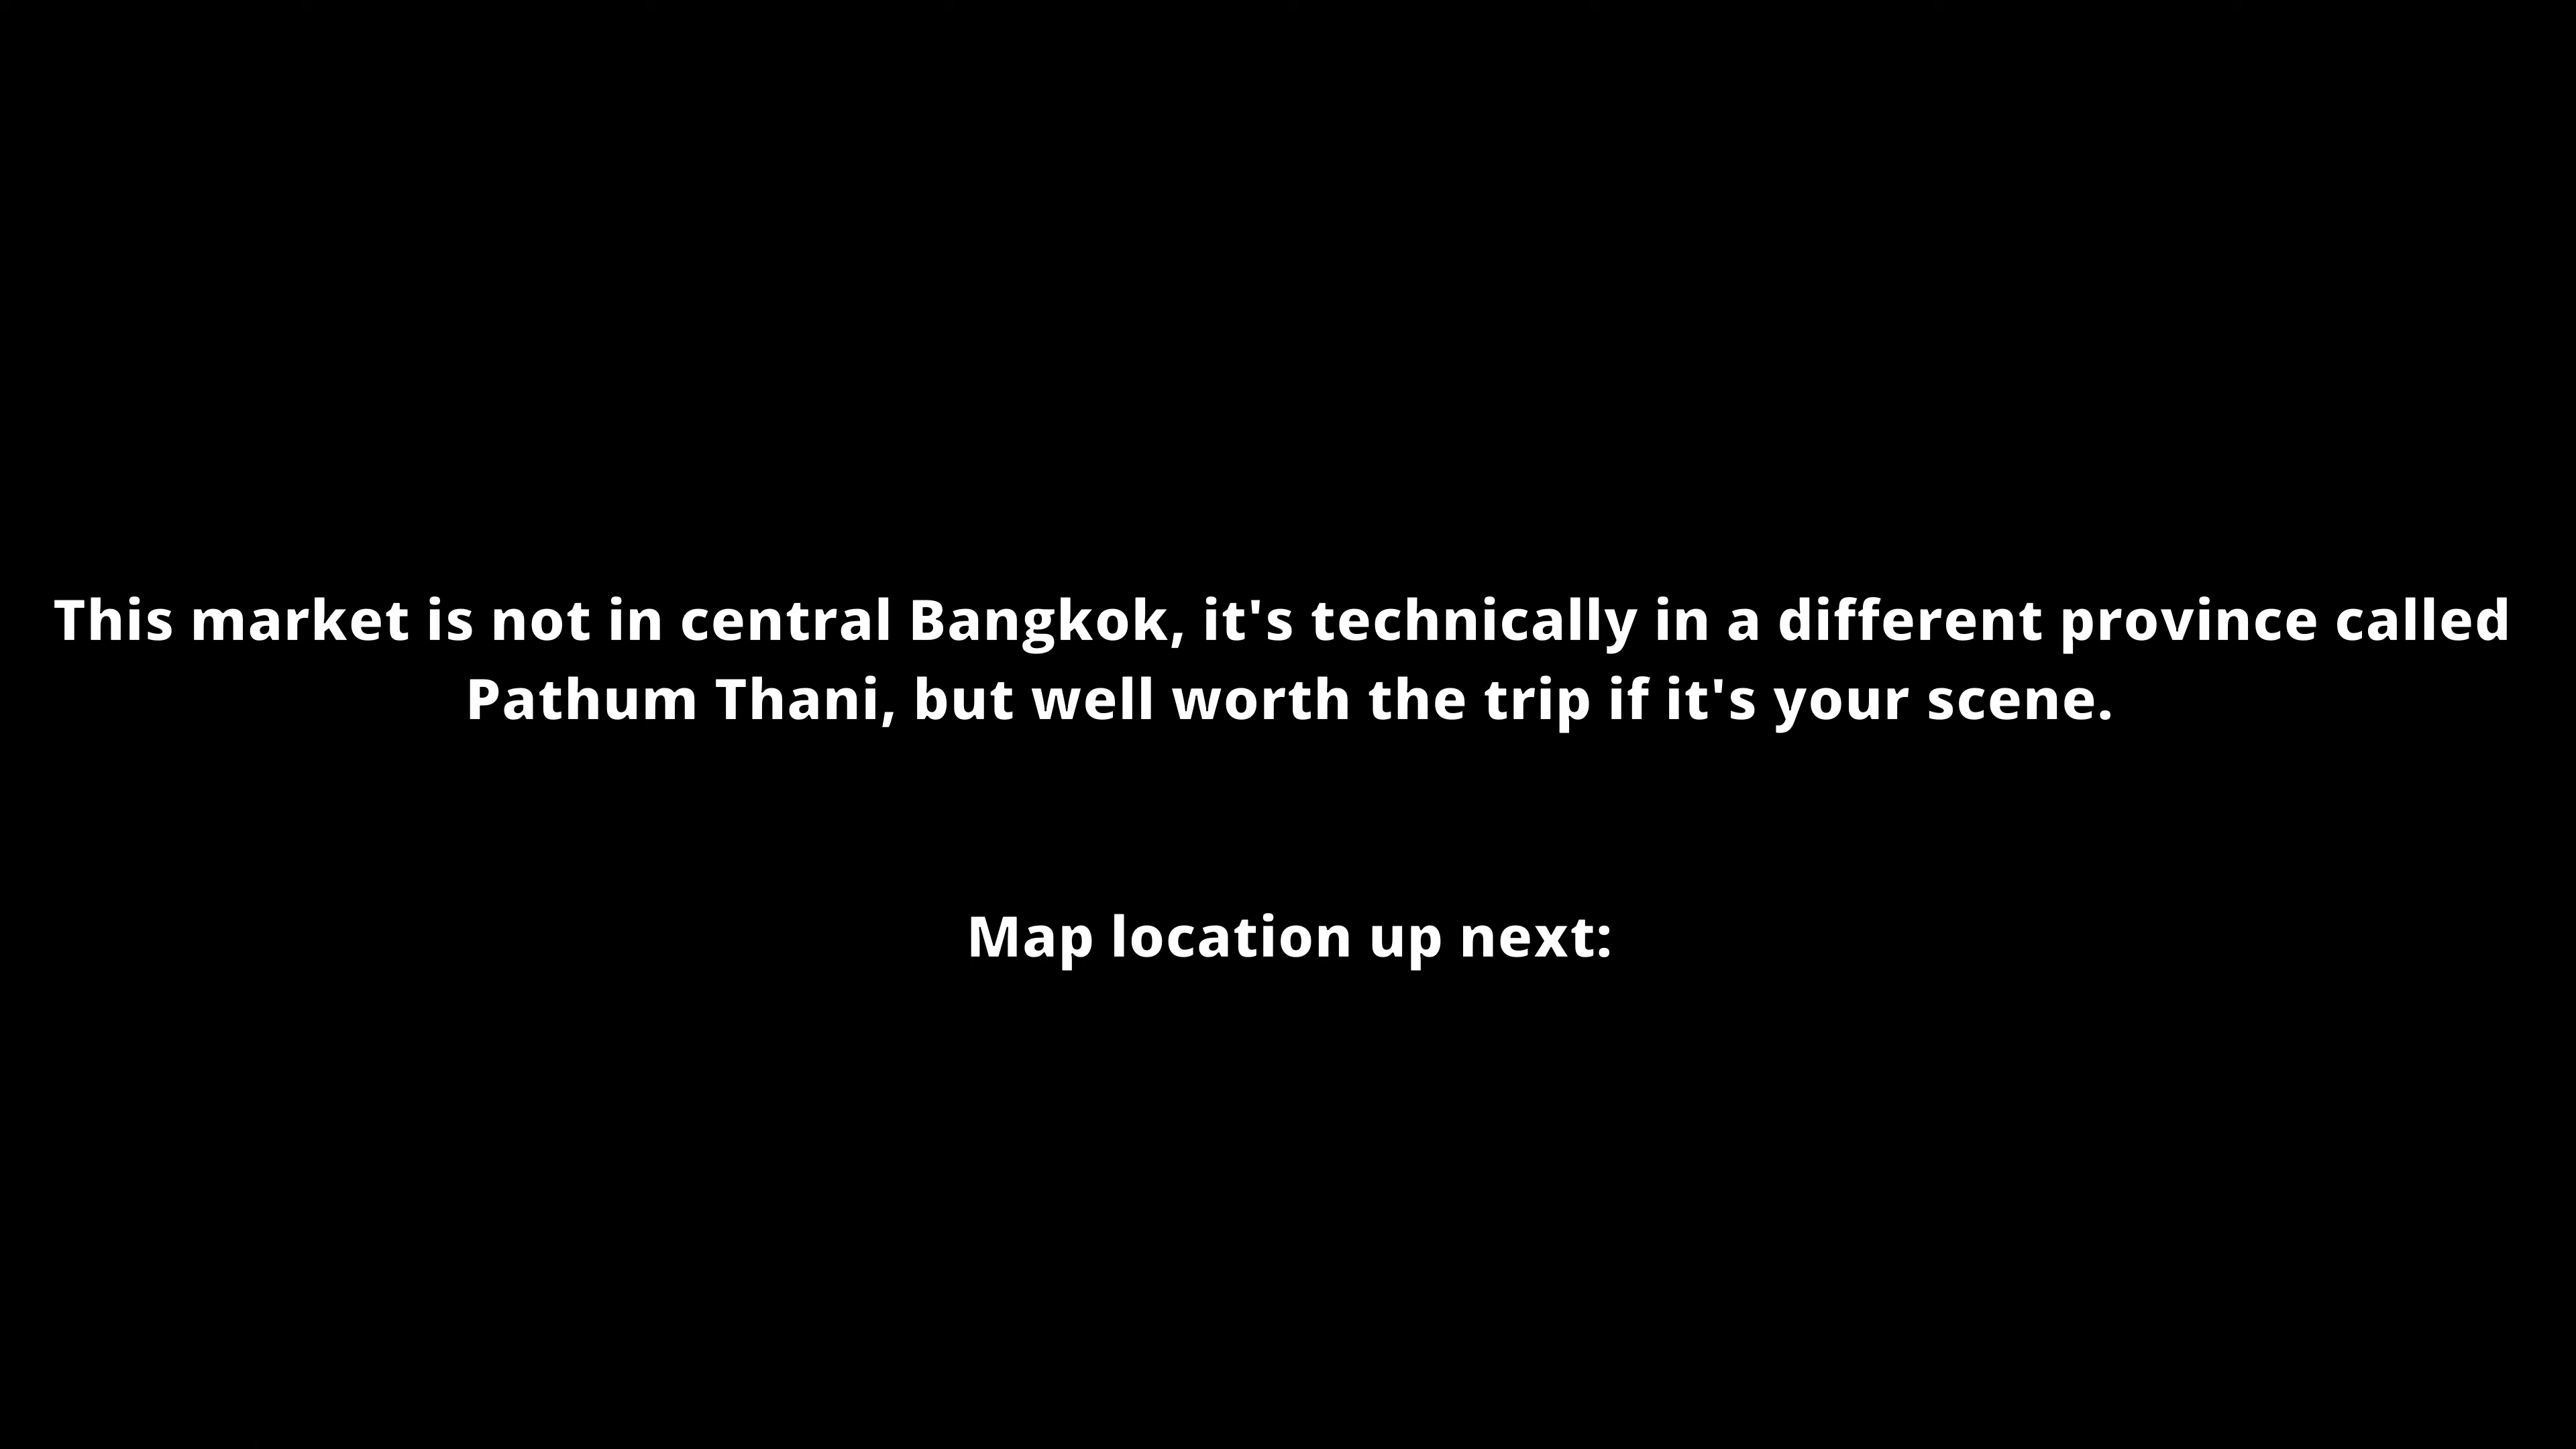 This market is not in central Bangkok, it's technically in a different province called
Pathum Thani, but well worth the trip if it's your scene.
Map location up next: